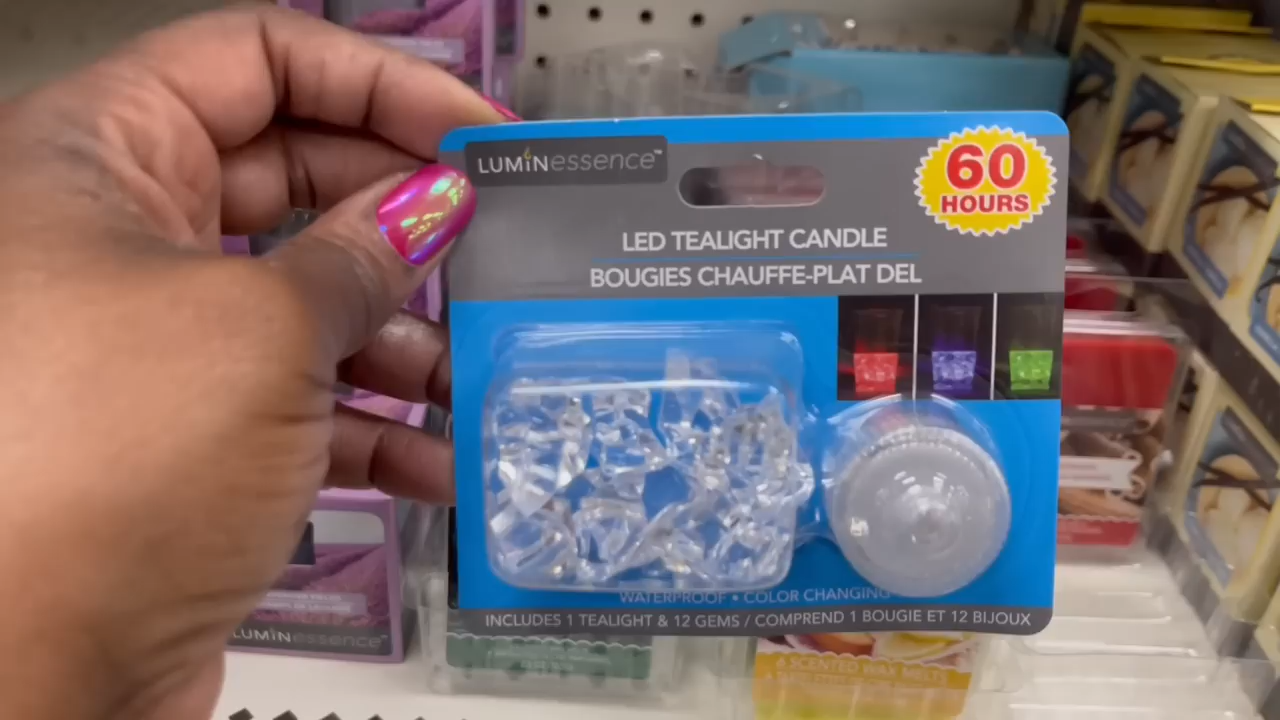 LUMINessence™
60
HOURS
LED TEALIGHT CANDLE
BOUGIES CHAUFFE-PLAT DEL
WATERPROOF • COLOR CHANGING
INCLUDES 1 TEALIGHT & 12 GEMS / COMPREND 1 BOUGIE ET 12 BIJOUX
LUMINessence
6 SCENTED WAX MELTS